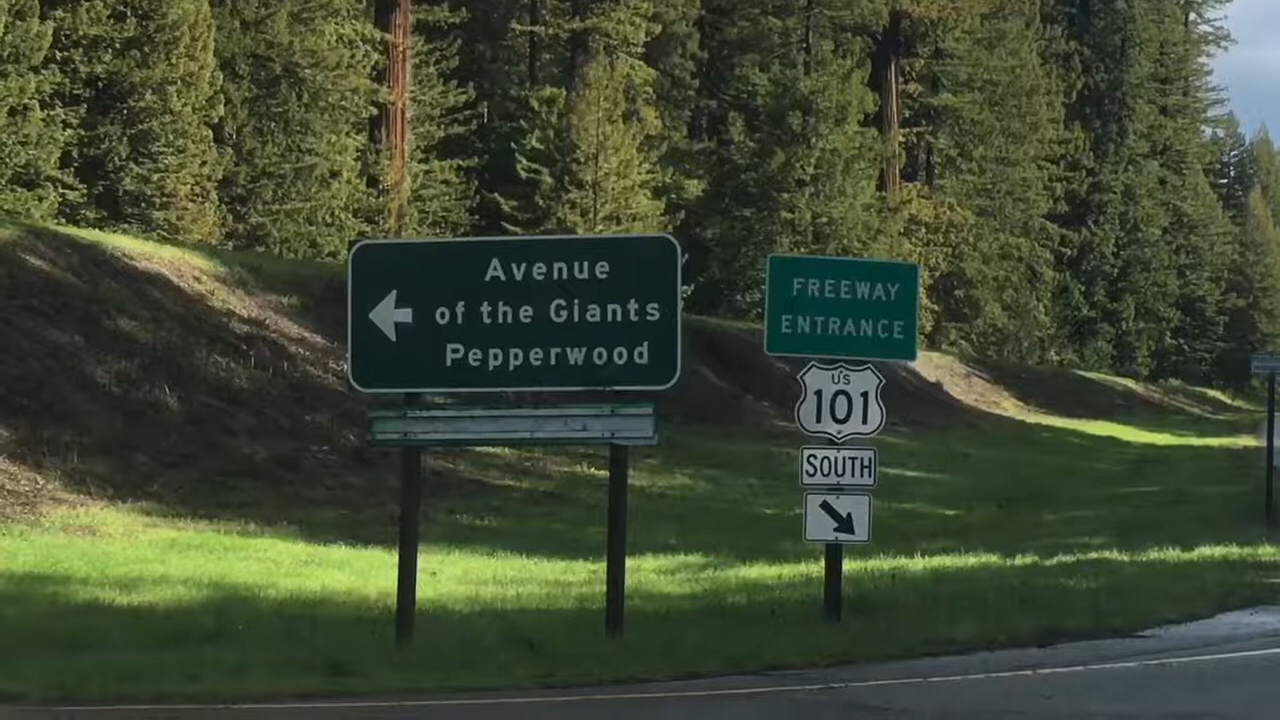 Avenue
of the Giants
Pepperwood
FREEWAY
ENTRANCE
US
101
SOUTH